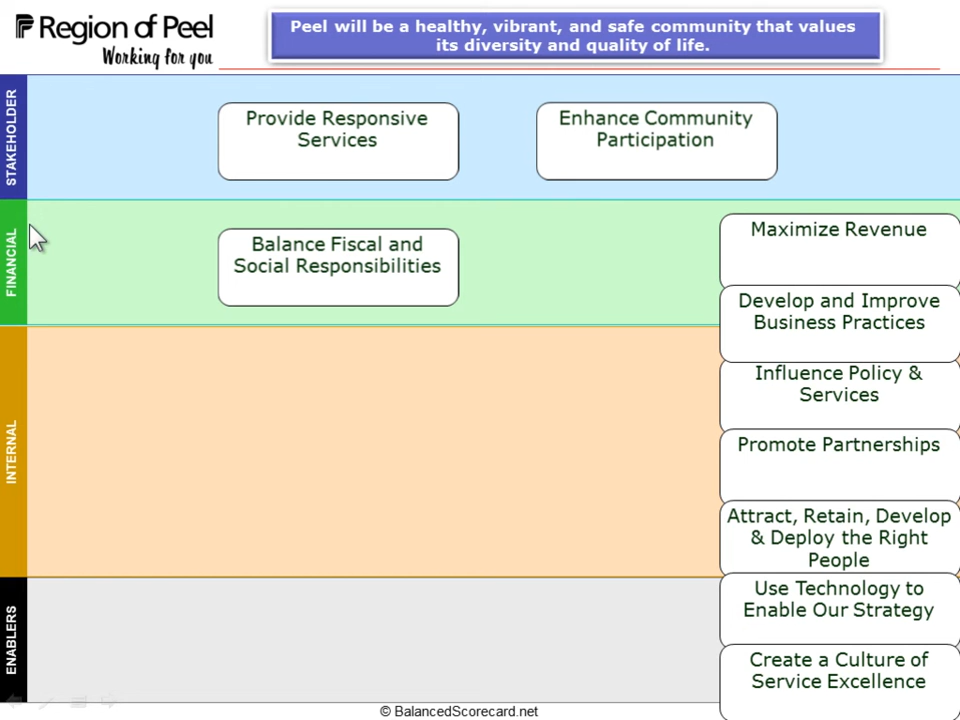 Region of Peel
Working for you
Peel will be a healthy, vibrant, and safe community that values
its diversity and quality of life.
STAKEHOLDER
Provide Responsive
Services
Enhance Community
Participation
FINANCIAL
Balance Fiscal and
Social Responsibilities
Maximize Revenue
Develop and Improve
Business Practices
INTERNAL
Influence Policy &
Services
Promote Partnerships
Attract, Retain, Develop
& Deploy the Right
People
ENABLERS
Use Technology to
Enable Our Strategy
Create a Culture of
Service Excellence
© BalancedScorecard.net